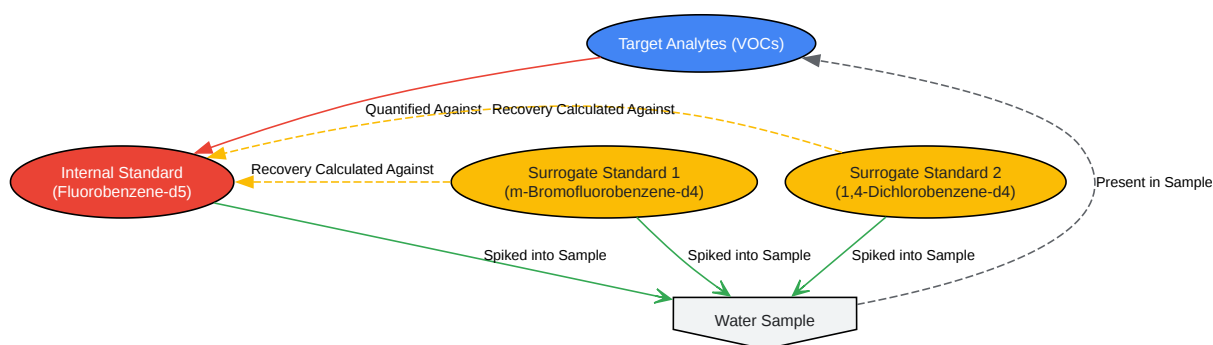 Target Analytes (VOCs)
Quantified Against
Recovery Calculated Against
Recovery Calculated Against
Internal Standard
(Fluorobenzene-d5)
Surrogate Standard 1
(m-Bromofluorobenzene-d4)
Surrogate Standard 2
(1,4-Dichlorobenzene-d4)
Present in Sample
Spiked into Sample
Spiked into Sample
Spiked into Sample
Water Sample